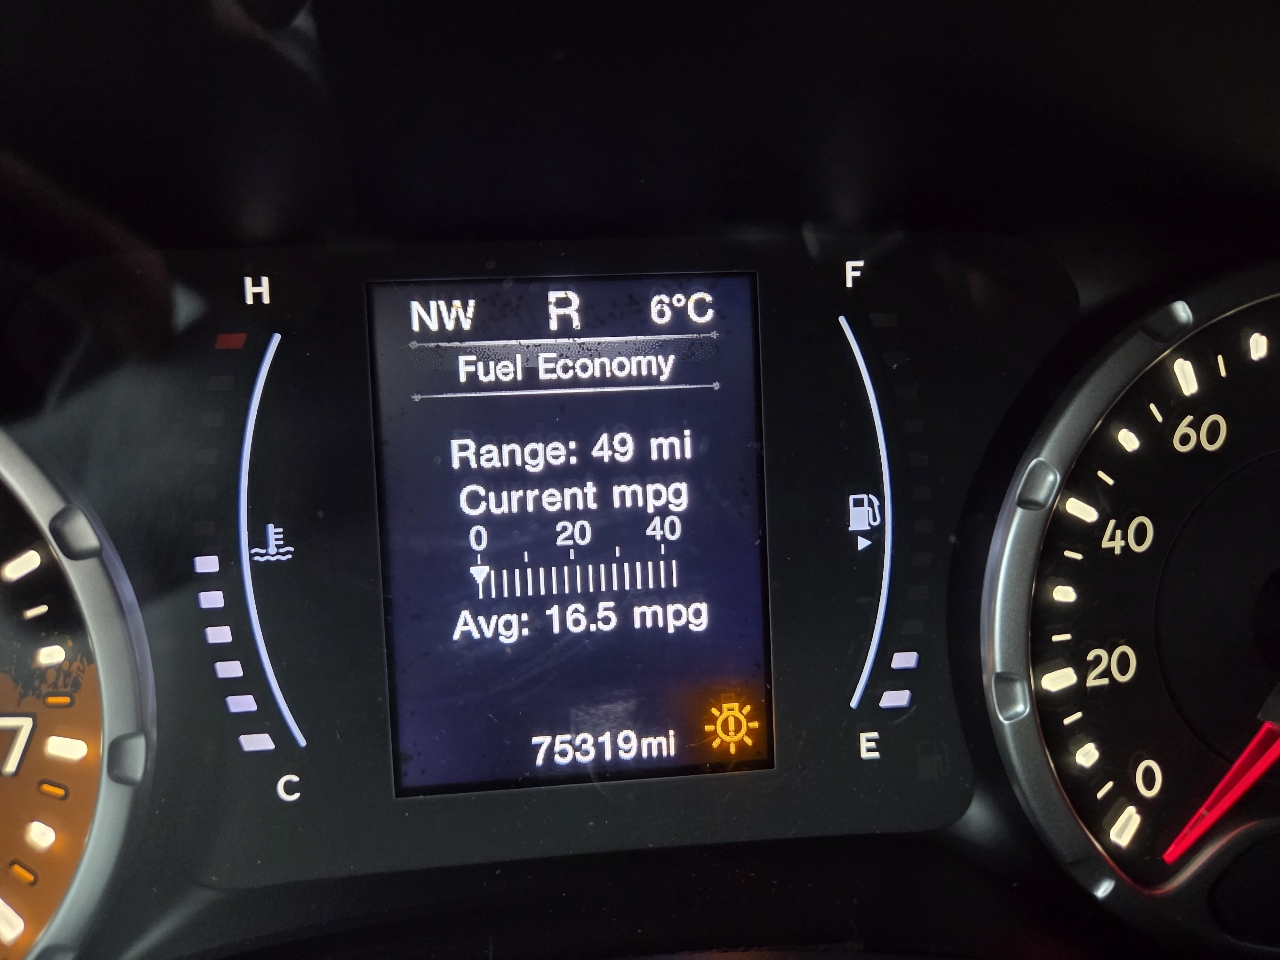 H
F
NW R 6°C
Fuel Economy
Range: 49 mi
Current mpg
0 20 40
Avg: 16.5 mpg
75319mi
C
E
7
60
40
20
0